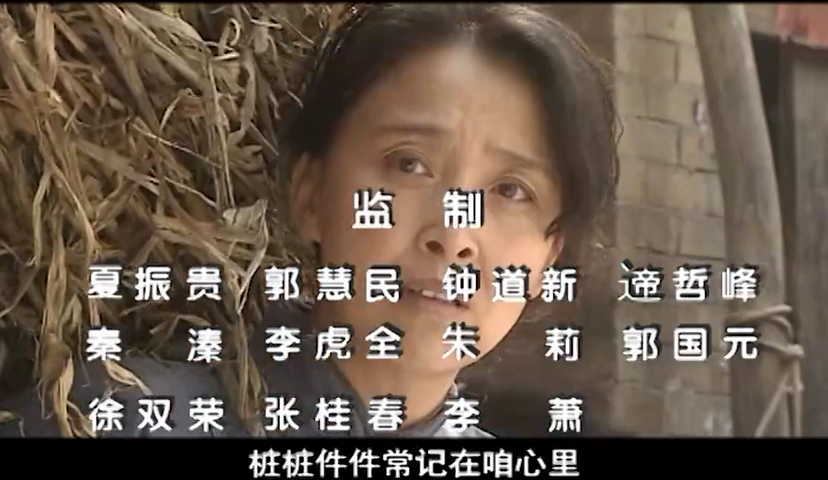 监 制
夏振贵 郭慧民 钟道新 哲峰
秦 溱 李虎全 朱 莉 郭国元
徐双荣 张桂春 李 萧
桩桩件件常记在咱心里